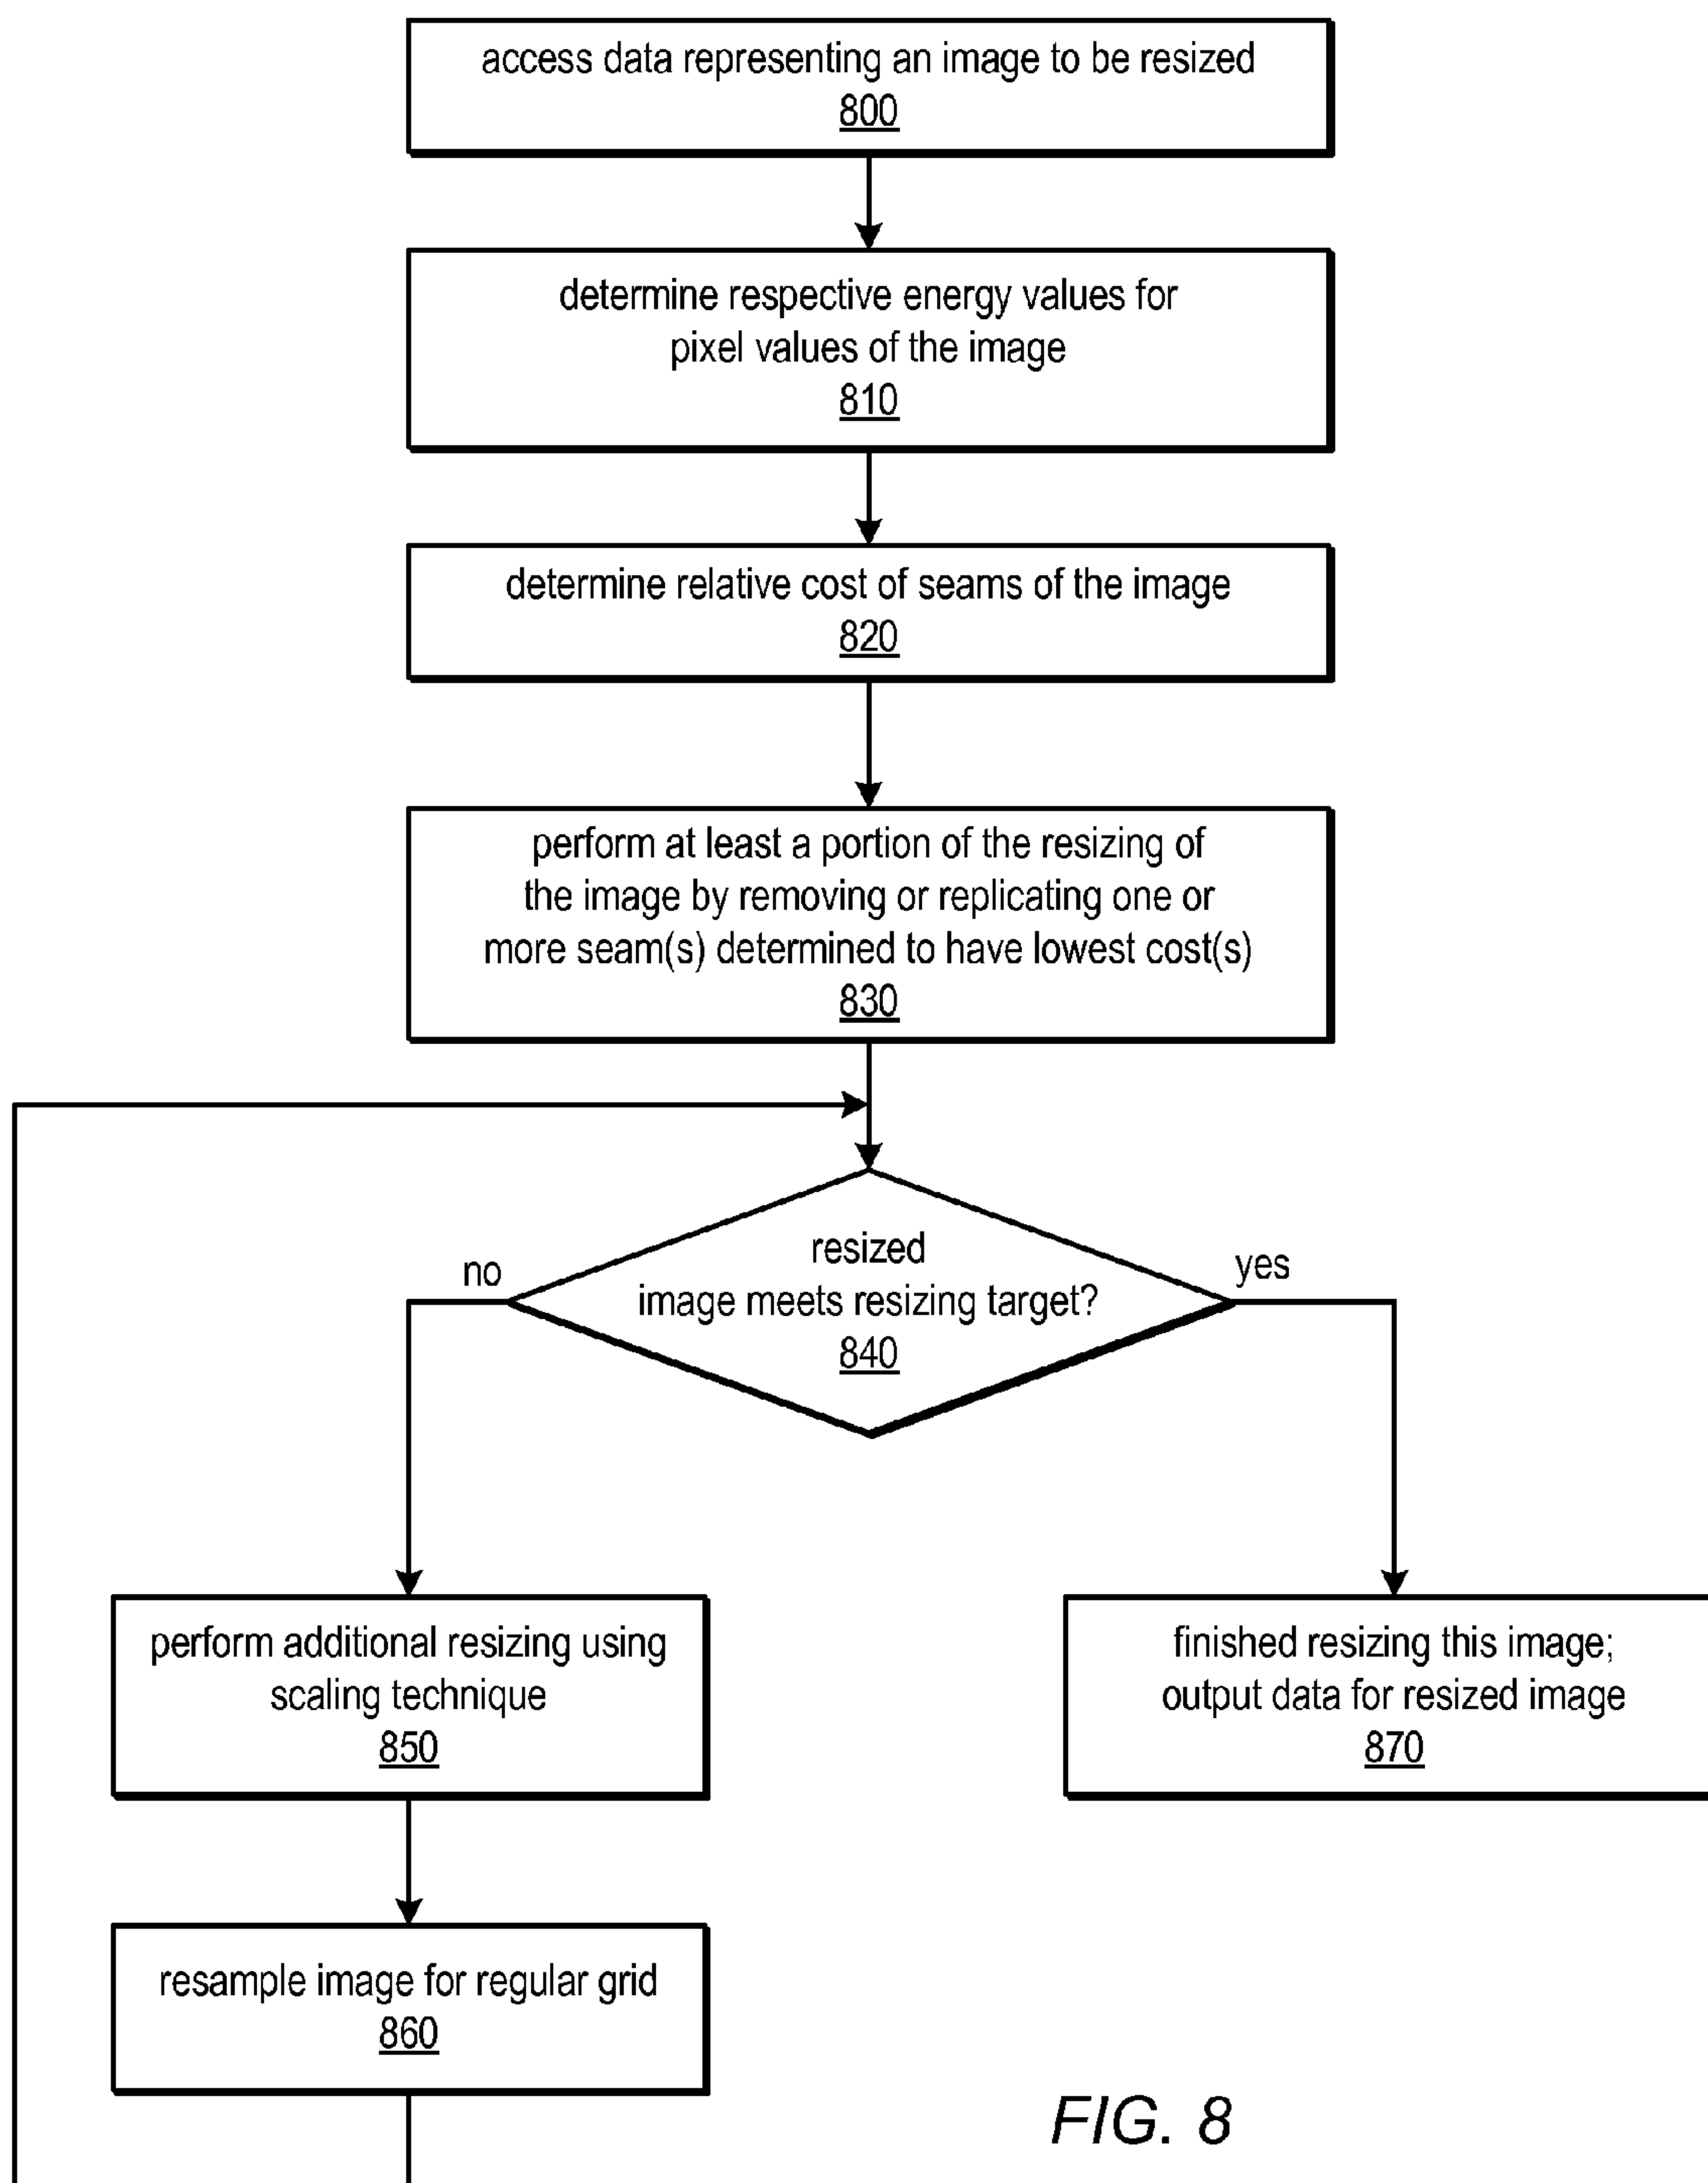 access data representing an image to be resized
800
determine respective energy values for
pixel values of the image
810
determine relative cost of seams of the image
820
perform at least a portion of the resizing of
the image by removing or replicating one or
more seam(s) determined to have lowest cost(s)
830
resized
image meets resizing target?
840
no
yes
perform additional resizing using
scaling technique
850
finished resizing this image;
output data for resized image
870
resample image for regular grid
860
FIG. 8